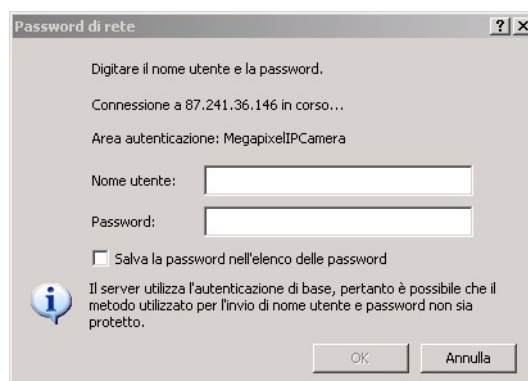 Password di rete
Digitare il nome utente e la password.
Connessione a 87.241.36.146 in corso...
Area autenticazione: MegapixelIPCamera
Nome utente:
Password:
Salva la password nell'elenco delle password
Il server utilizza l'autenticazione di base, pertanto è possibile che il
metodo utilizzato per l'invio di nome utente e password non sia
protetto.
OK
Annulla